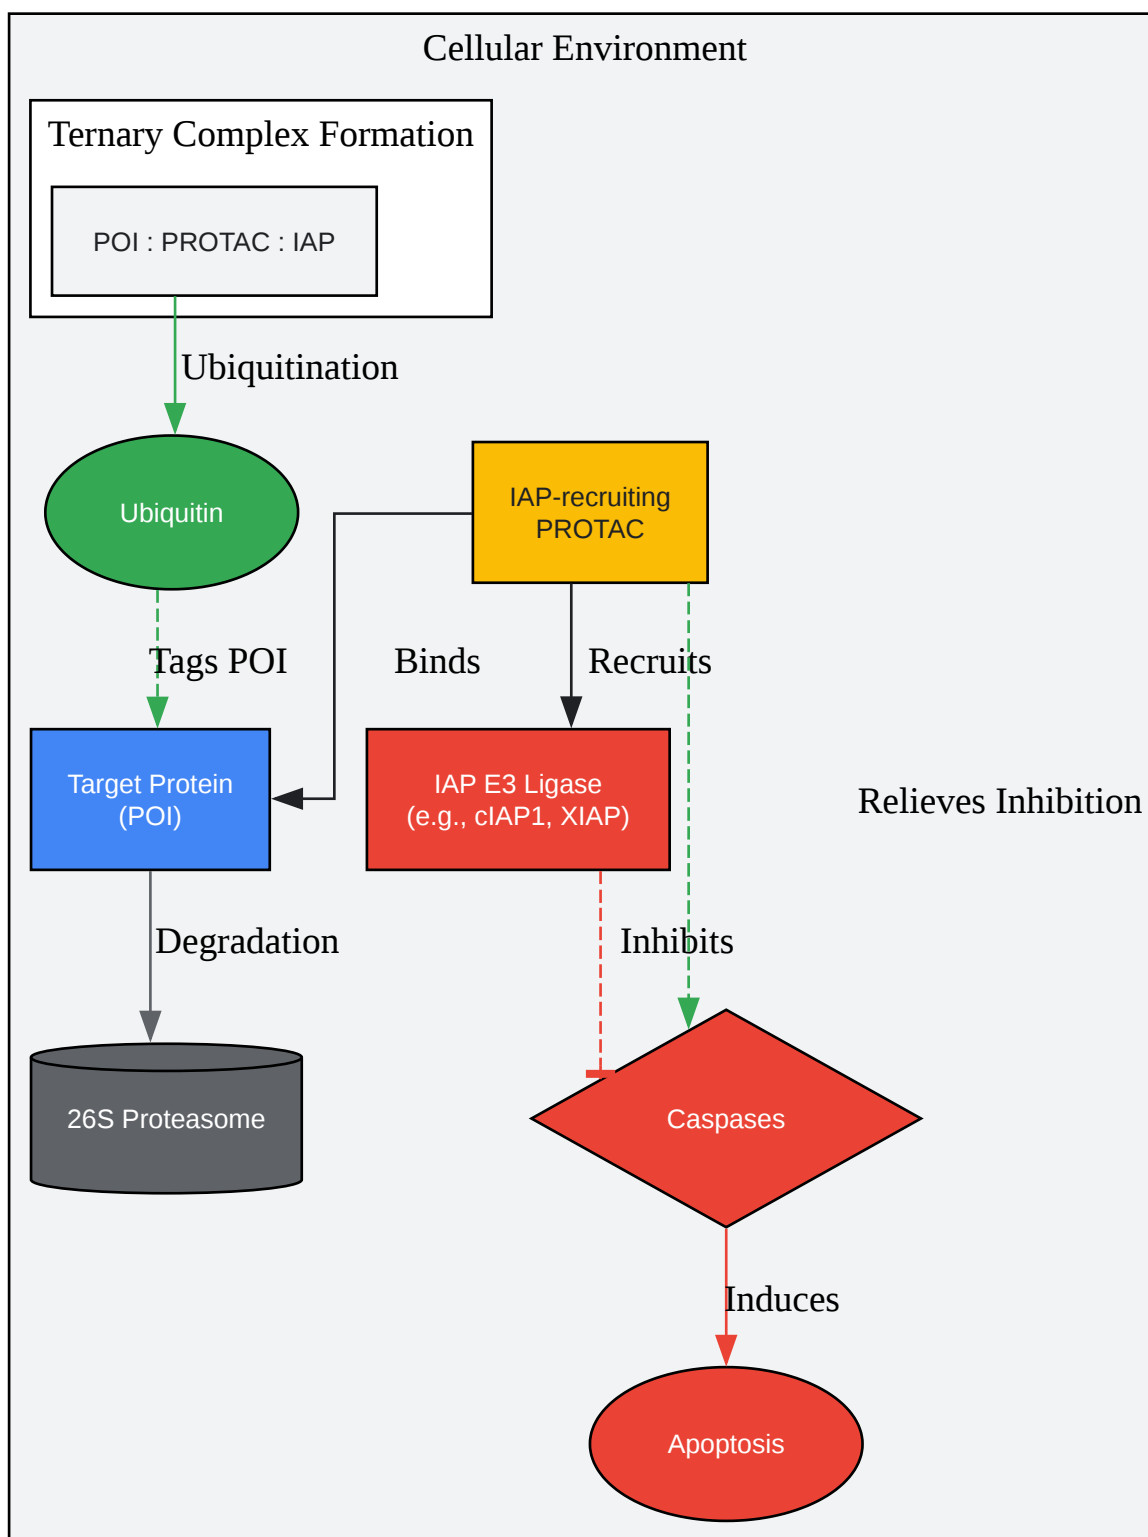 Cellular Environment
Ternary Complex Formation
POI : PROTAC : IAP
Ubiquitination
Ubiquitin
IAP-recruiting
PROTAC
Tags POI
Binds
Recruits
Target Protein
(POI)
IAP E3 Ligase
(e.g., cIAP1, XIAP)
Relieves Inhibition
Degradation
Inhibits
26S Proteasome
Caspases
Induces
Apoptosis